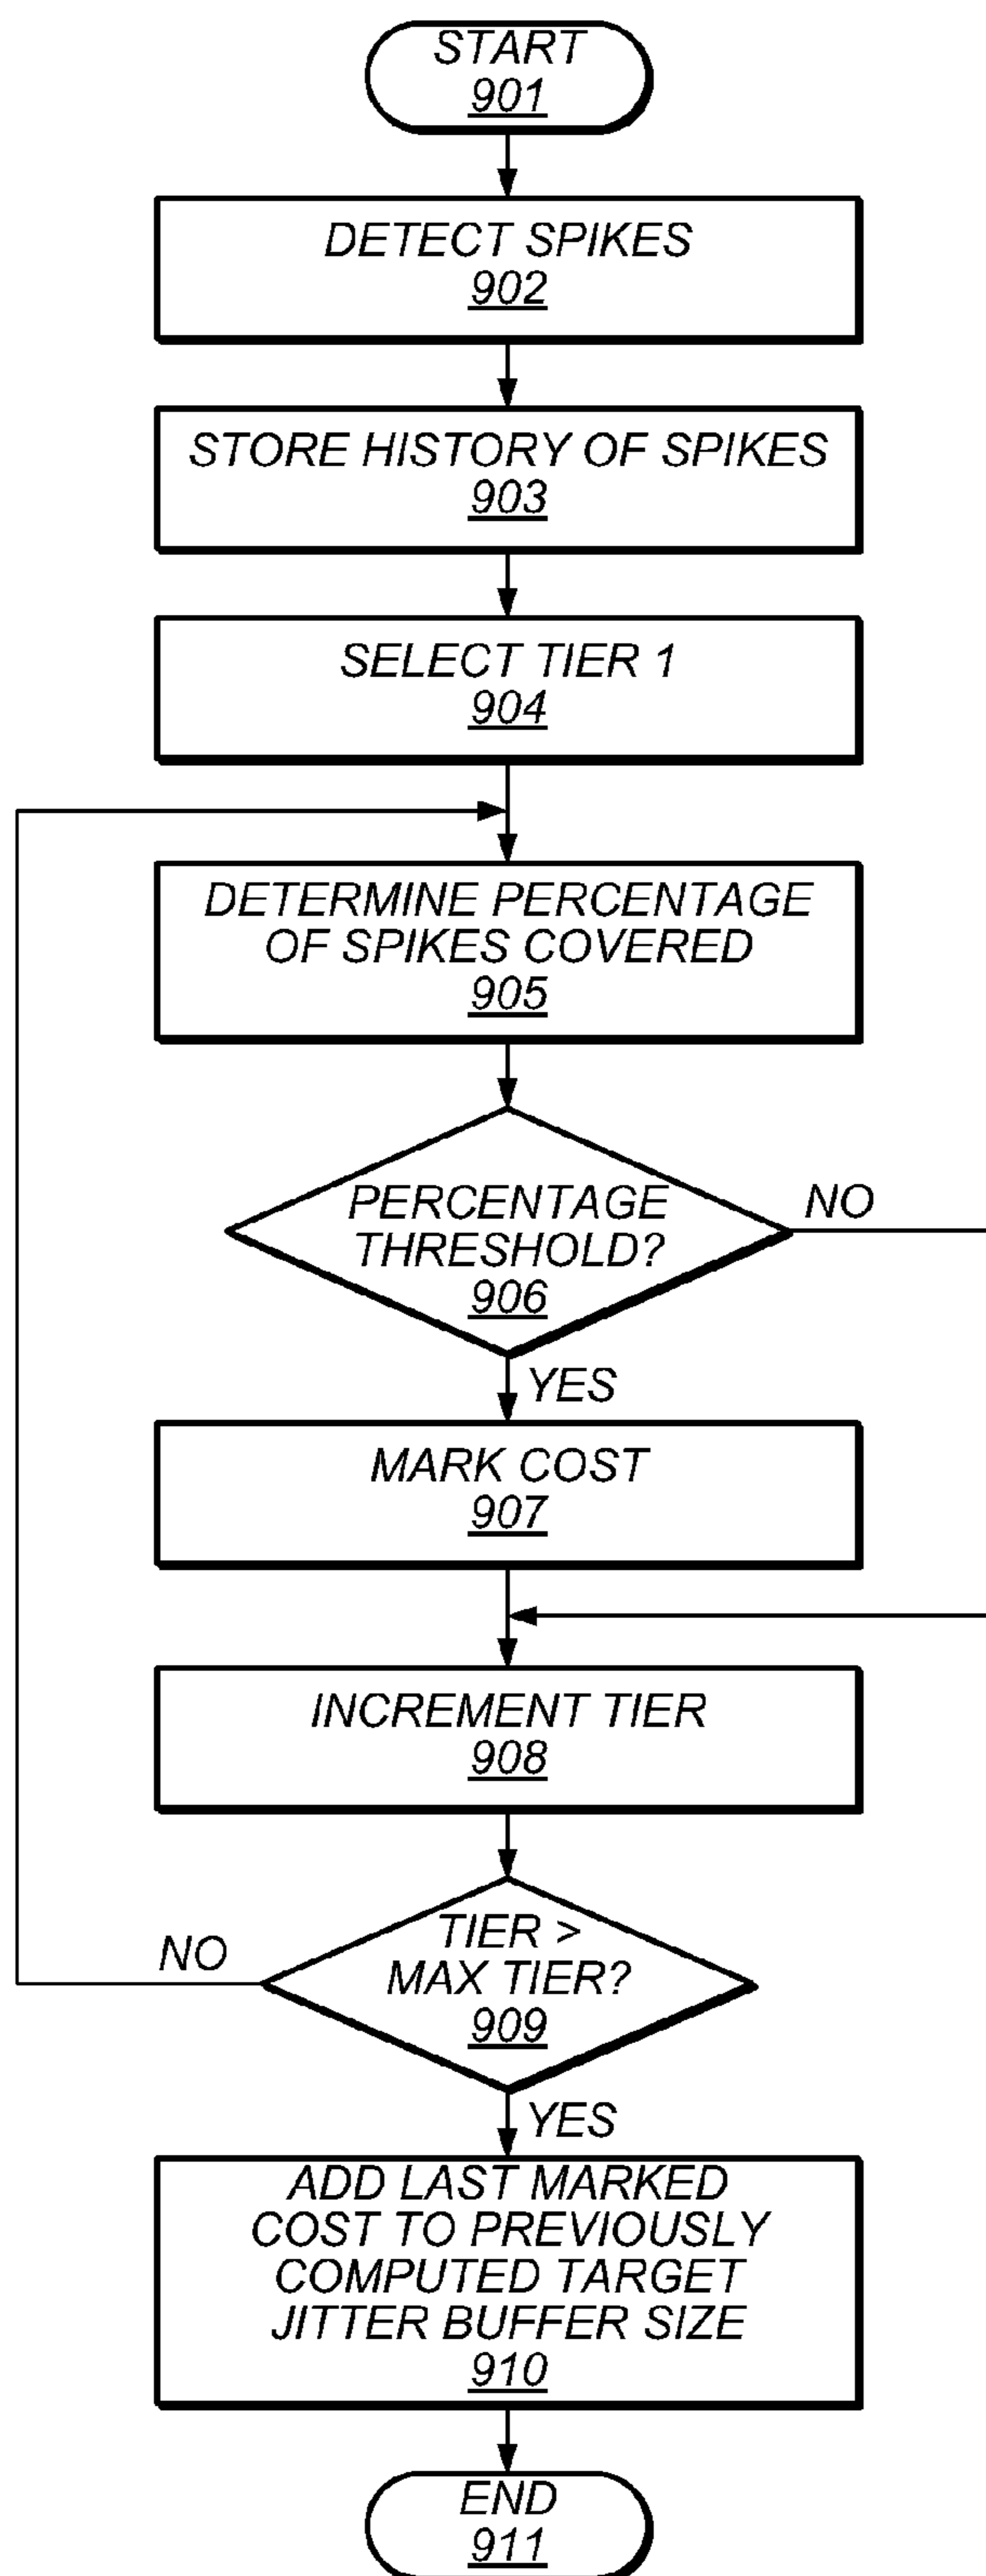 START
901
DETECT SPIKES
902
STORE HISTORY OF SPIKES
903
SELECT TIER 1
904
DETERMINE PERCENTAGE
OF SPIKES COVERED
905
PERCENTAGE
THRESHOLD?
906
NO
YES
MARK COST
907
INCREMENT TIER
908
TIER >
MAX TIER?
909
NO
YES
ADD LAST MARKED
COST TO PREVIOUSLY
COMPUTED TARGET
JITTER BUFFER SIZE
910
END
911